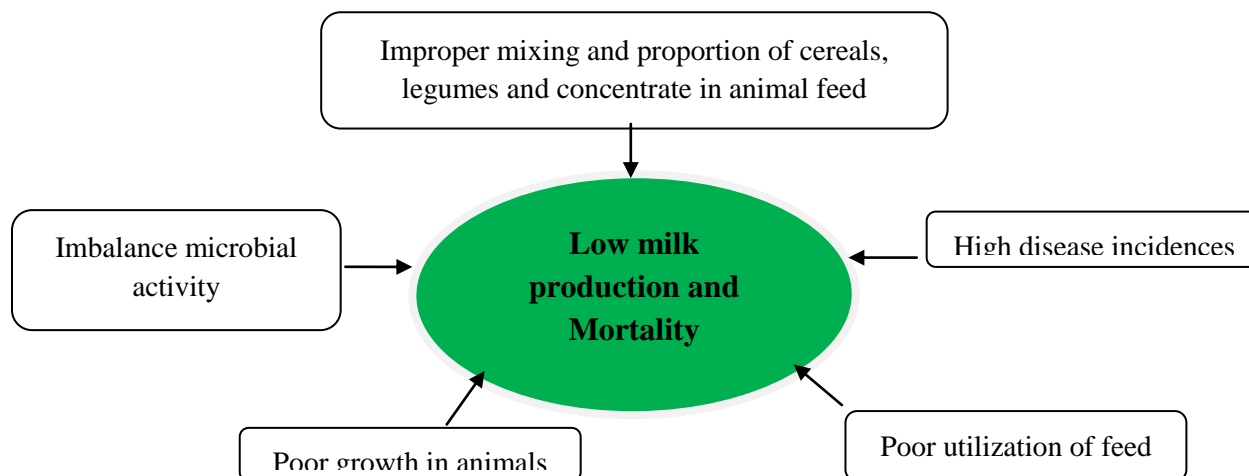 Improper mixing and proportion of cereals,
legumes and concentrate in animal feed
Imbalance microbial
activity
Low milk
production and
Mortality
High disease incidences
Poor growth in animals
Poor utilization of feed